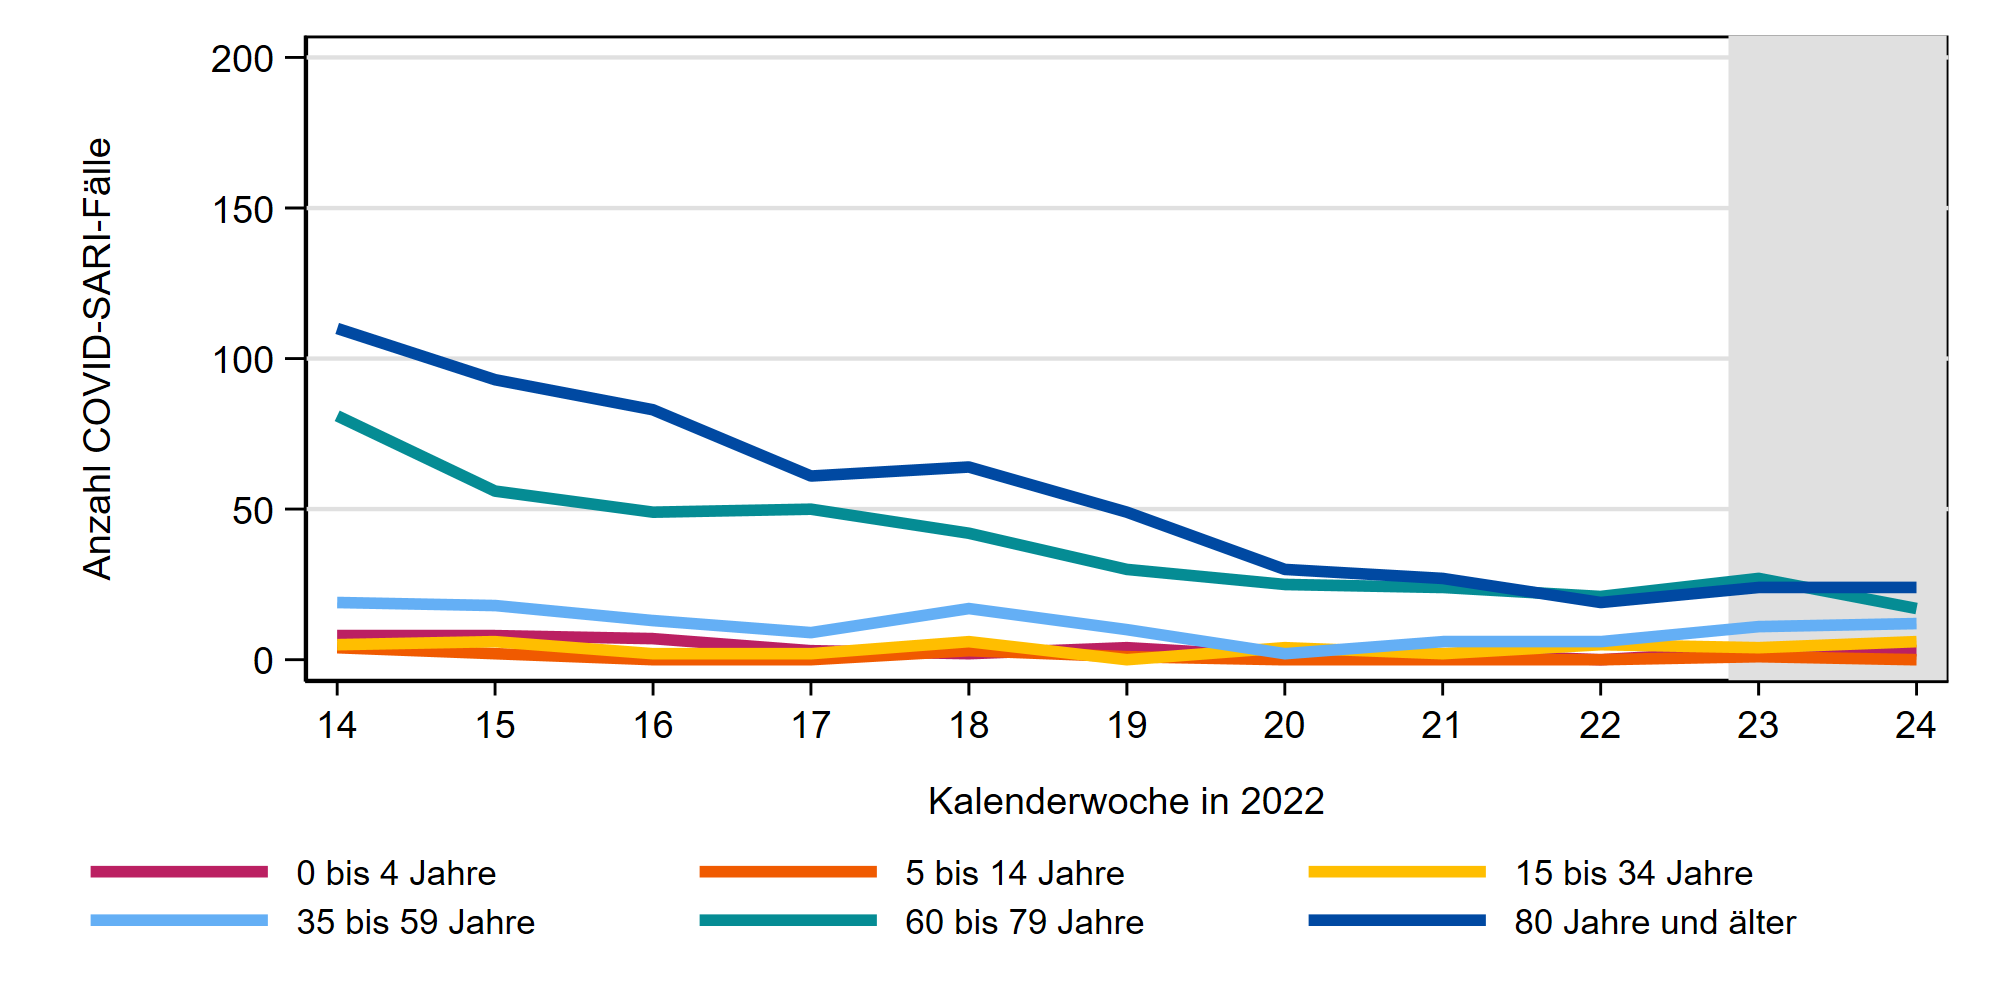 200
150
100
50
0
Anzahl COVID-SARI-Fälle
14 15 16 17 18 19 20 21 22 23 24
Kalenderwoche in 2022
0 bis 4 Jahre 5 bis 14 Jahre 15 bis 34 Jahre
35 bis 59 Jahre 60 bis 79 Jahre 80 Jahre und älter